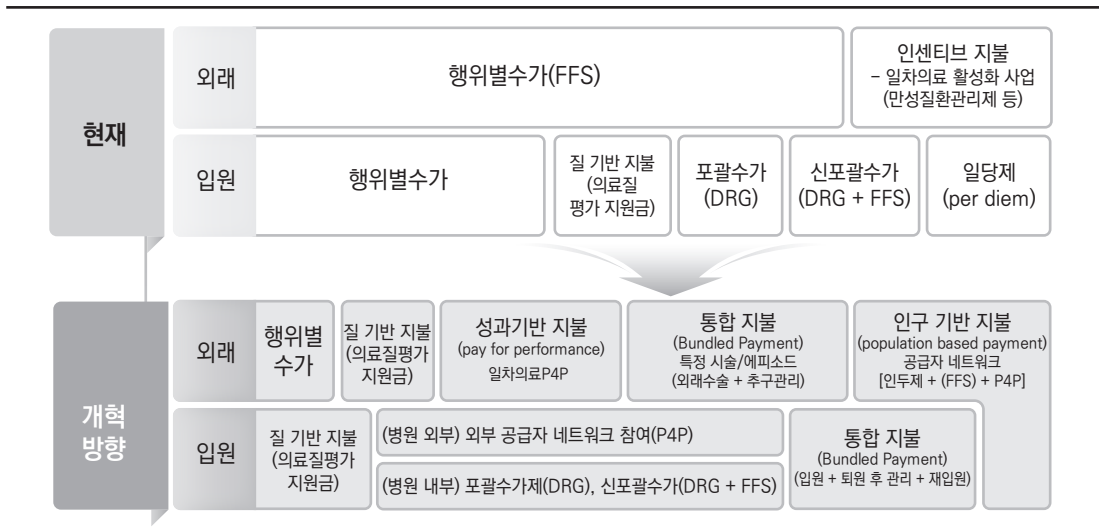 현재
외래
행위별수가(FFS)
인센티브 지불
– 일차의료 활성화 사업
(만성질환관리제 등)
입원
행위별수가
질 기반 지불
(의료질
평가 지원금)
포괄수가
(DRG)
신포괄수가
(DRG + FFS)
일당제
(per diem)
개혁
방향
외래
행위별
수가
질 기반 지불
(의료질평가
지원금)
성과기반 지불
(pay for performance)
일차의료P4P
통합 지불
(Bundled Payment)
특정 시술/에피소드
(외래수술 + 추구관리)
인구 기반 지불
(population based payment)
공급자 네트워크
[인두제 + (FFS) + P4P]
입원
질 기반 지불
(의료질평가
지원금)
(병원 외부) 외부 공급자 네트워크 참여(P4P)
(병원 내부) 포괄수가제(DRG), 신포괄수가(DRG + FFS)
통합 지불
(Bundled Payment)
(입원 + 퇴원 후 관리 + 재입원)